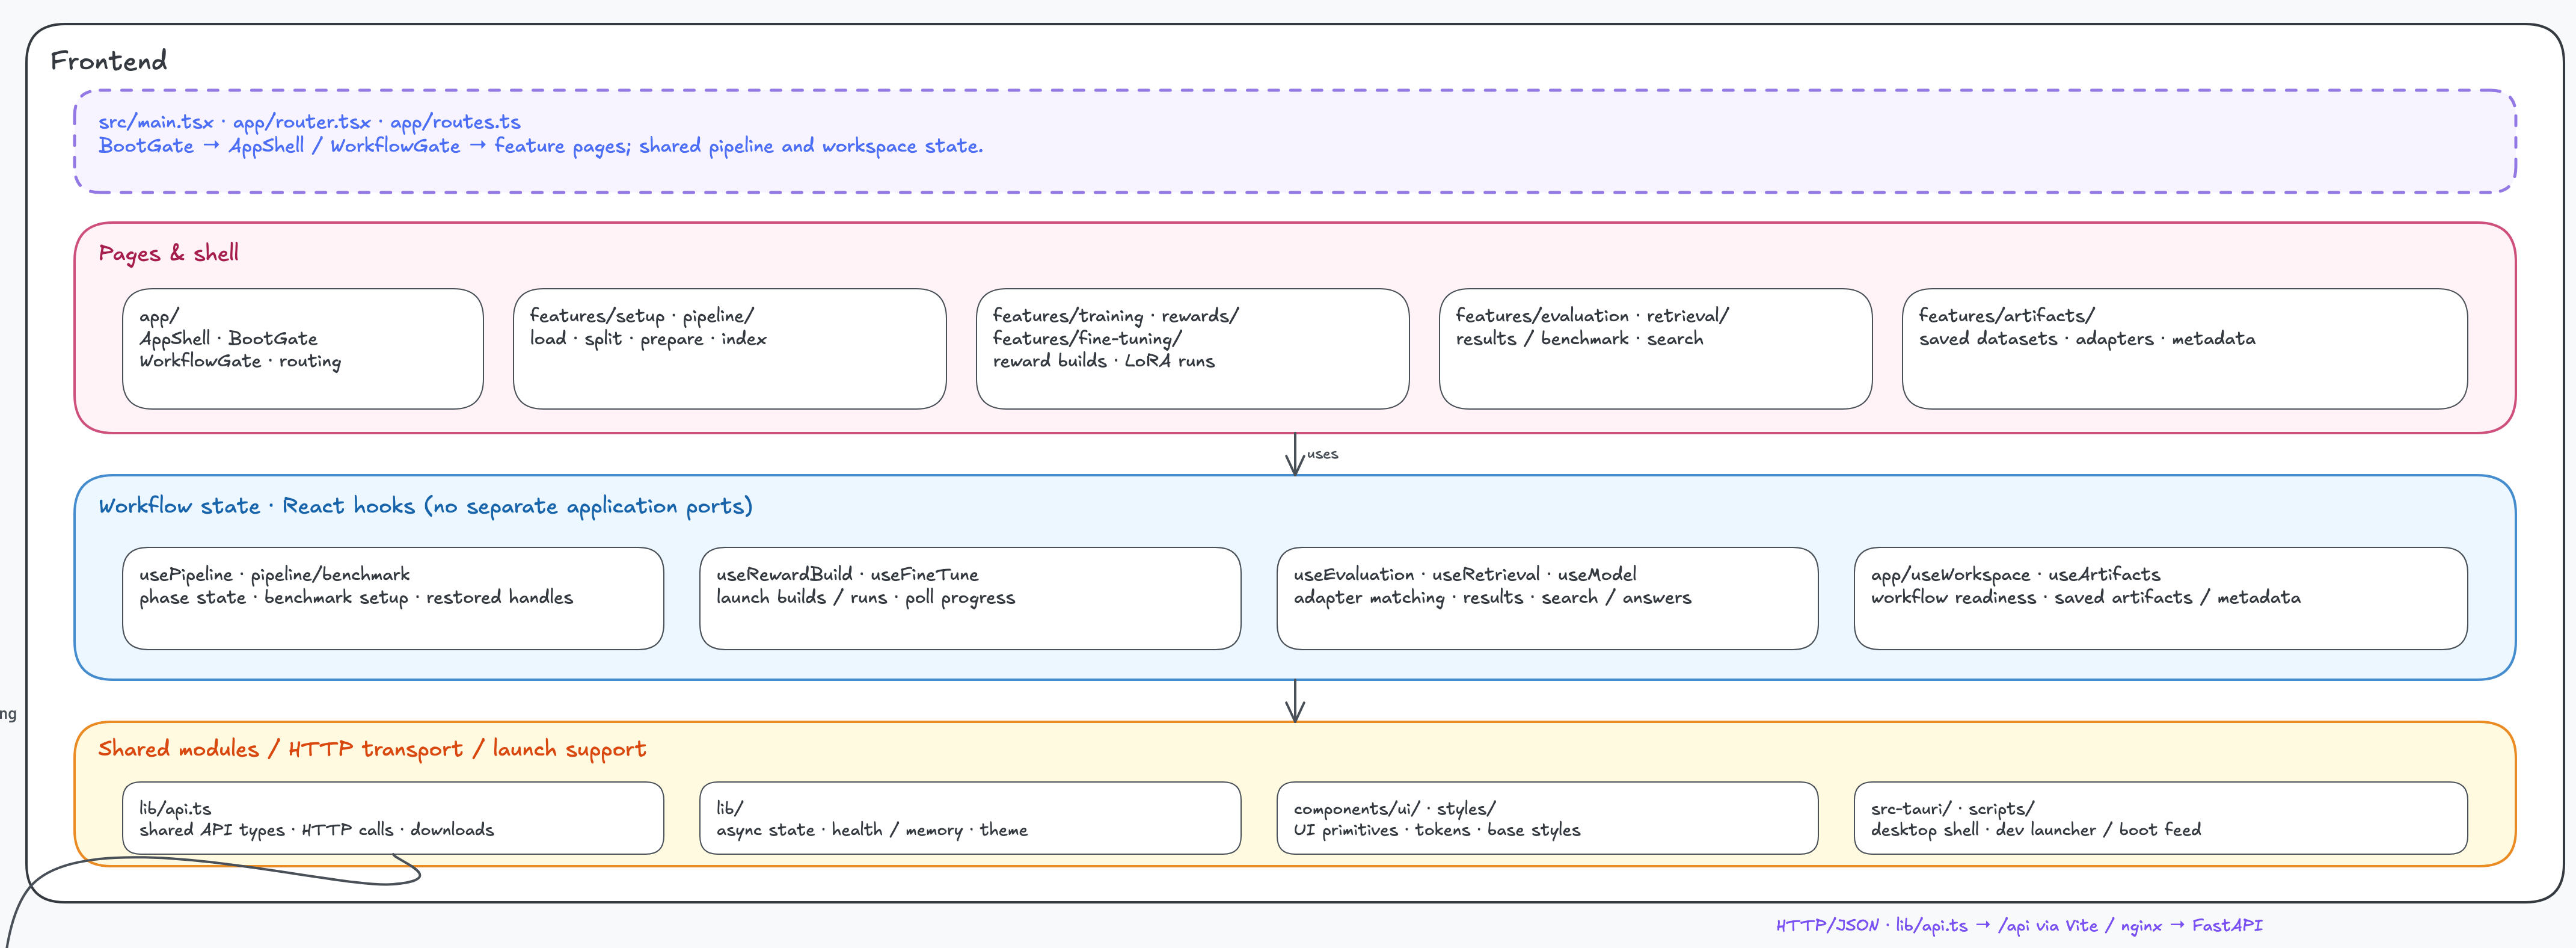 Frontend
src/main.tsx · app/router.tsx · app/routes.ts
BootGate → AppShell / WorkflowGate → feature pages; shared pipeline and workspace state.
Pages & shell
app/
AppShell · BootGate
WorkflowGate · routing
features/setup · pipeline/
load · split · prepare · index
features/training · rewards/
features/fine-tuning/
reward builds · LoRA runs
features/evaluation · retrieval/
results / benchmark · search
features/artifacts/
saved datasets · adapters · metadata
uses
Workflow state · React hooks (no separate application ports)
usePipeline · pipeline/benchmark
phase state · benchmark setup · restored handles
useRewardBuild · useFineTune
launch builds / runs · poll progress
useEvaluation · useRetrieval · useModel
adapter matching · results · search / answers
app/useWorkspace · useArtifacts
workflow readiness · saved artifacts / metadata
ng
Shared modules / HTTP transport / launch support
lib/api.ts
shared API types · HTTP calls · downloads
lib/
async state · health / memory · theme
components/ui/ · styles/
UI primitives · tokens · base styles
src-tauri/ · scripts/
desktop shell · dev launcher / boot feed
HTTP/JSON · lib/api.ts → /api via Vite / nginx → FastAPI